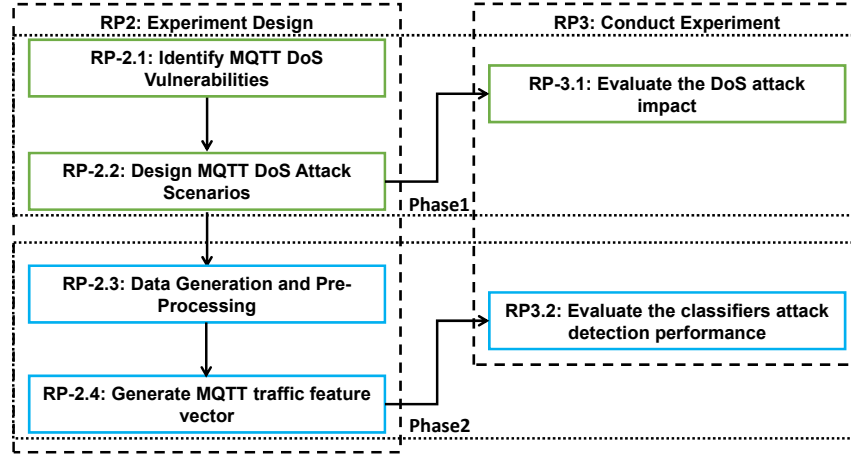 RP2: Experiment Design
RP3: Conduct Experiment
RP-2.1: Identify MQTT DoS
Vulnerabilities
RP-3.1: Evaluate the DoS attack
impact
RP-2.2: Design MQTT DoS Attack
Scenarios
Phase1
RP-2.3: Data Generation and Pre-
Processing
RP3.2: Evaluate the classifiers attack
detection performance
RP-2.4: Generate MQTT traffic feature
vector
Phase2